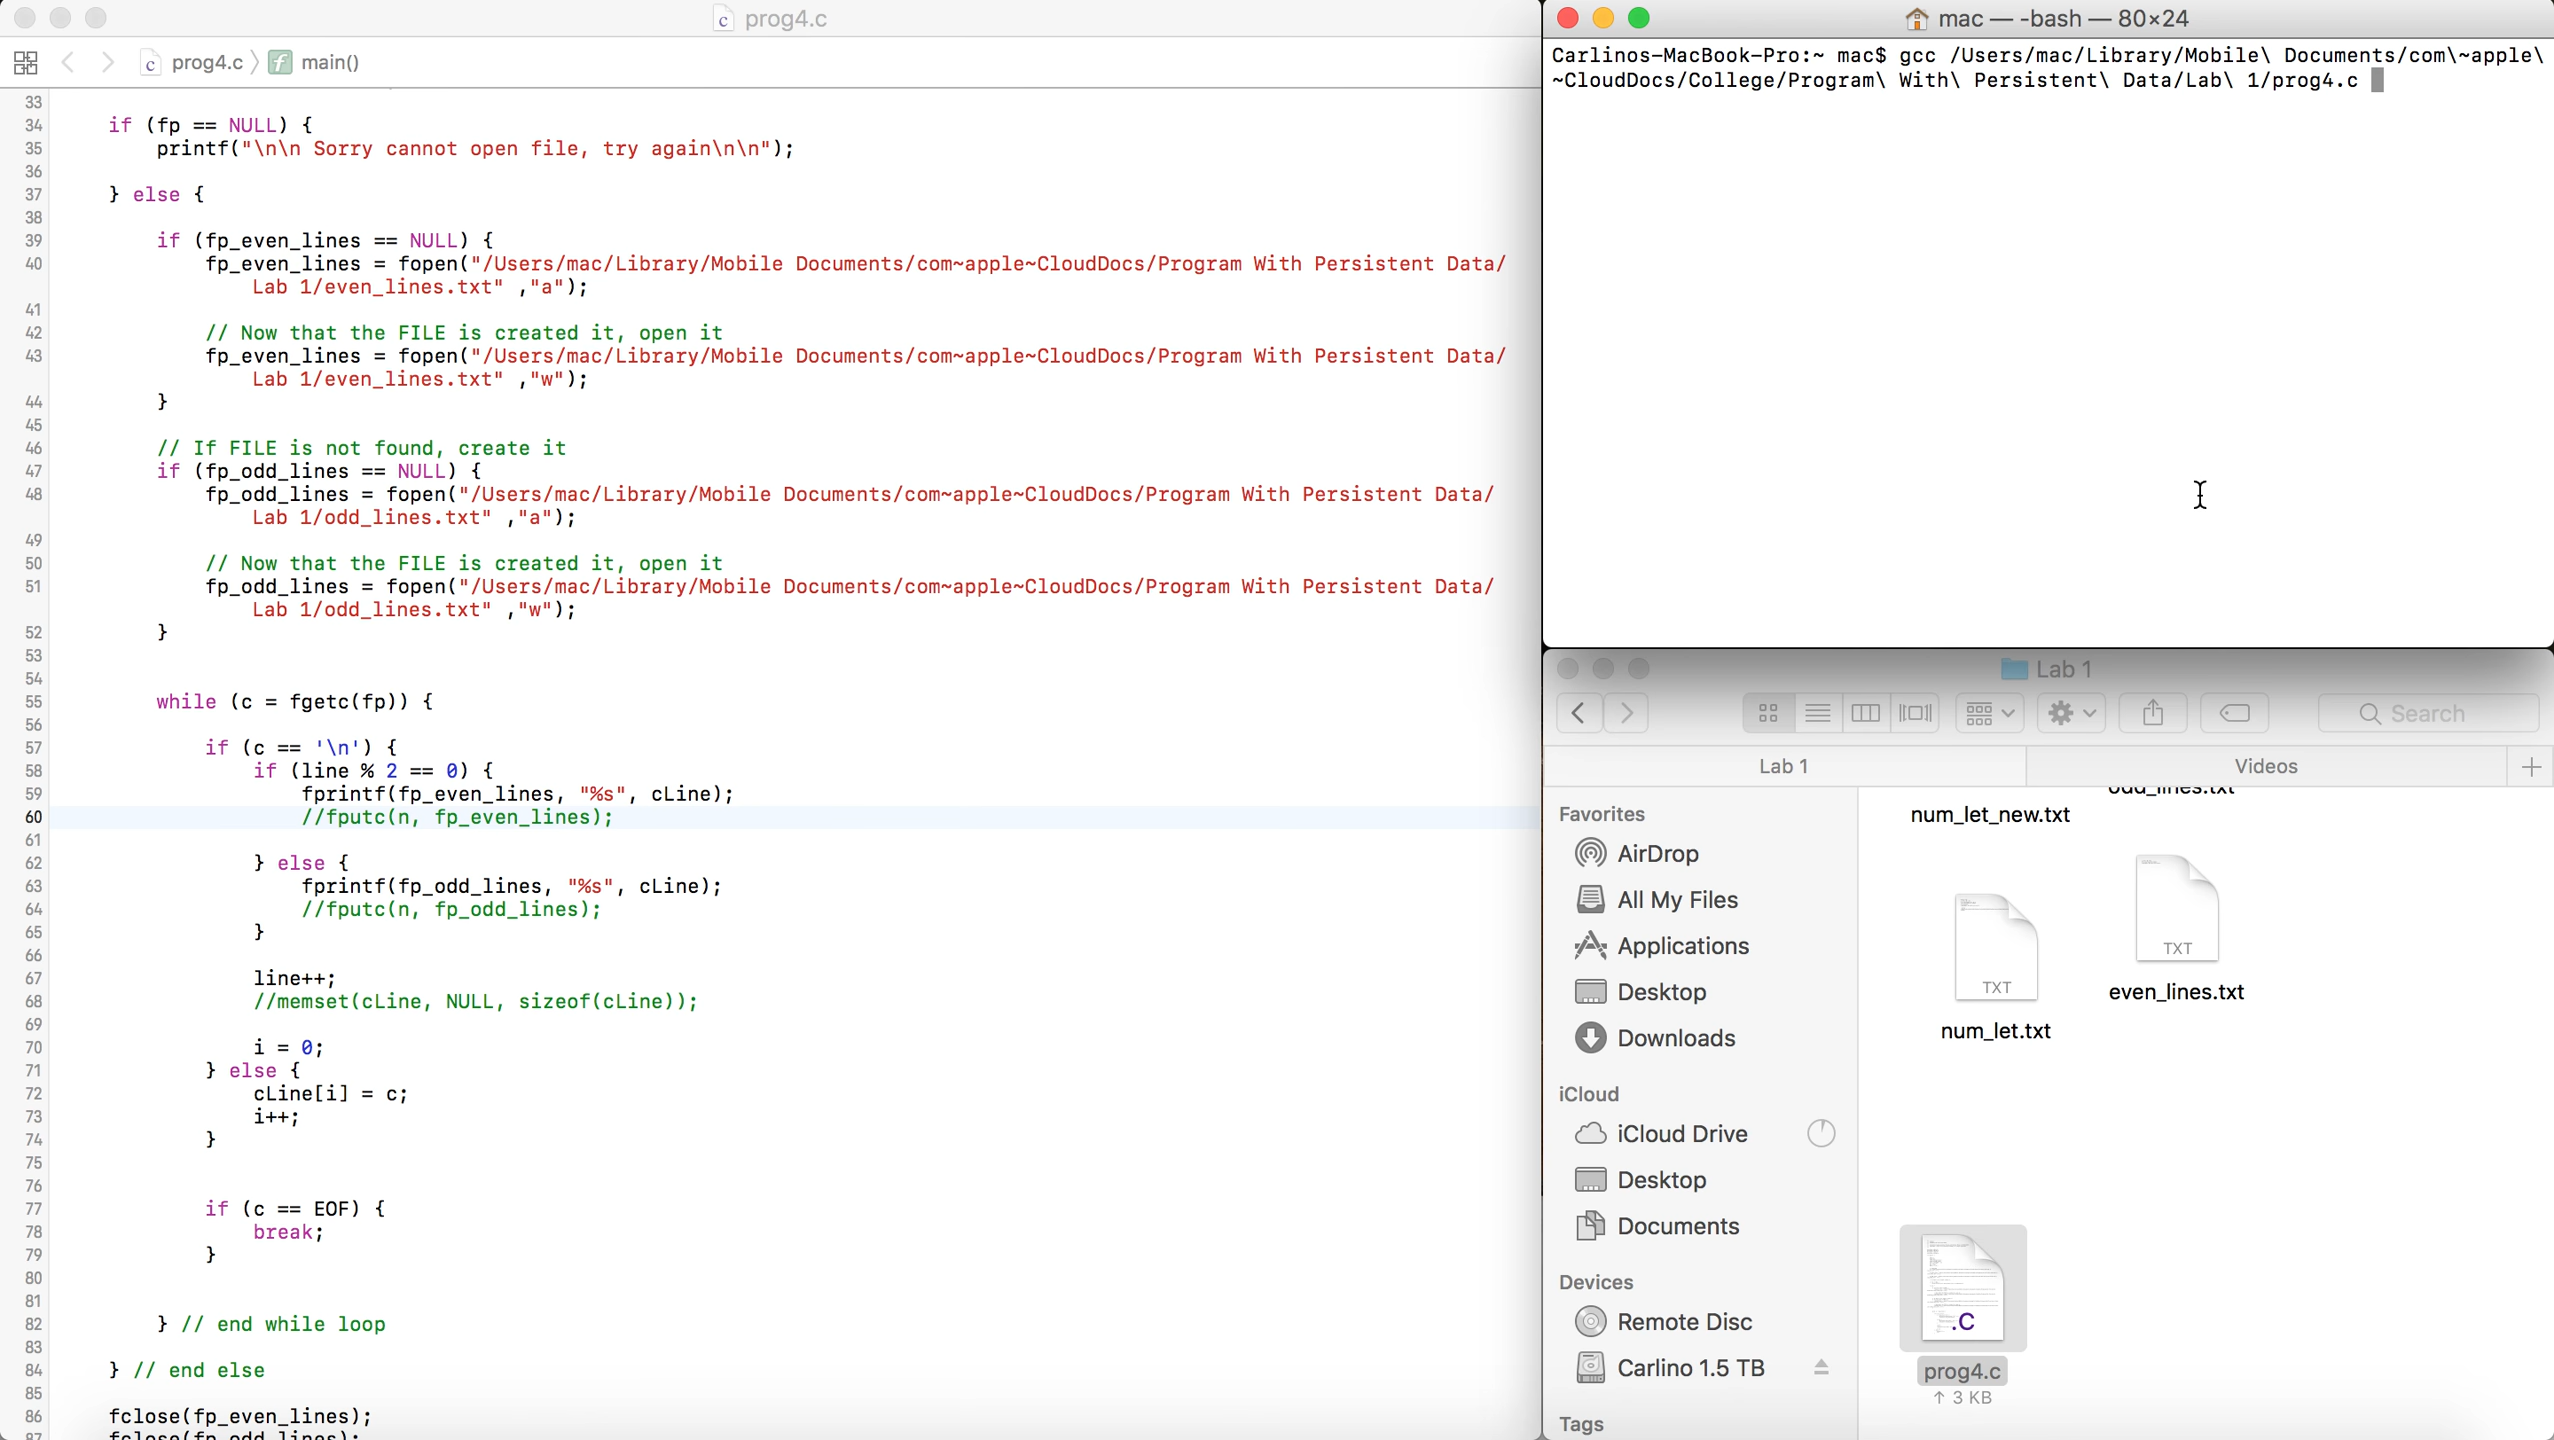 prog4.c
prog4.c
main()
33
34 if (fp == NULL) {
35 printf("\n\n Sorry cannot open file, try again\n\n");
36
37 } else {
38
39 if (fp_even_lines == NULL) {
40 fp_even_lines = fopen("/Users/mac/Library/Mobile Documents/com~apple~CloudDocs/Program With Persistent Data/
Lab 1/even_lines.txt" ,"a");
41
42 // Now that the FILE is created it, open it
43 fp_even_lines = fopen("/Users/mac/Library/Mobile Documents/com~apple~CloudDocs/Program With Persistent Data/
Lab 1/even_lines.txt" ,"w");
44 }
45
46 // If FILE is not found, create it
47 if (fp_odd_lines == NULL) {
48 fp_odd_lines = fopen("/Users/mac/Library/Mobile Documents/com~apple~CloudDocs/Program With Persistent Data/
Lab 1/odd_lines.txt" ,"a");
49
50 // Now that the FILE is created it, open it
51 fp_odd_lines = fopen("/Users/mac/Library/Mobile Documents/com~apple~CloudDocs/Program With Persistent Data/
Lab 1/odd_lines.txt" ,"w");
52 }
53
54
55 while (c = fgetc(fp)) {
56
57 if (c == '\n') {
58 if (line % 2 == 0) {
59 fprintf(fp_even_lines, "%s", cLine);
60 //fputc(n, fp_even_lines);
61
62 } else {
63 fprintf(fp_odd_lines, "%s", cLine);
64 //fputc(n, fp_odd_lines);
65 }
66
67 line++;
68 //memset(cLine, NULL, sizeof(cLine));
69
70 i = 0;
71 } else {
72 cLine[i] = c;
73 i++;
74 }
75
76
77 if (c == EOF) {
78 break;
79 }
80
81
82 } // end while loop
83
84 } // end else
85
86 fclose(fp_even_lines);
87 fclose(fp_odd_lines);
mac — -bash — 80×24
Carlinos-MacBook-Pro:~ mac$ gcc /Users/mac/Library/Mobile\ Documents/com\~apple\
~CloudDocs/College/Program\ With\ Persistent\ Data/Lab\ 1/prog4.c
Lab 1
Search
Lab 1
Videos
Favorites
AirDrop
All My Files
Applications
Desktop
Downloads
iCloud
iCloud Drive
Desktop
Documents
Devices
Remote Disc
Carlino 1.5 TB
Tags
odd_lines.txt
num_let_new.txt
TXT
even_lines.txt
TXT
num_let.txt
.C
prog4.c
↑ 3 KB